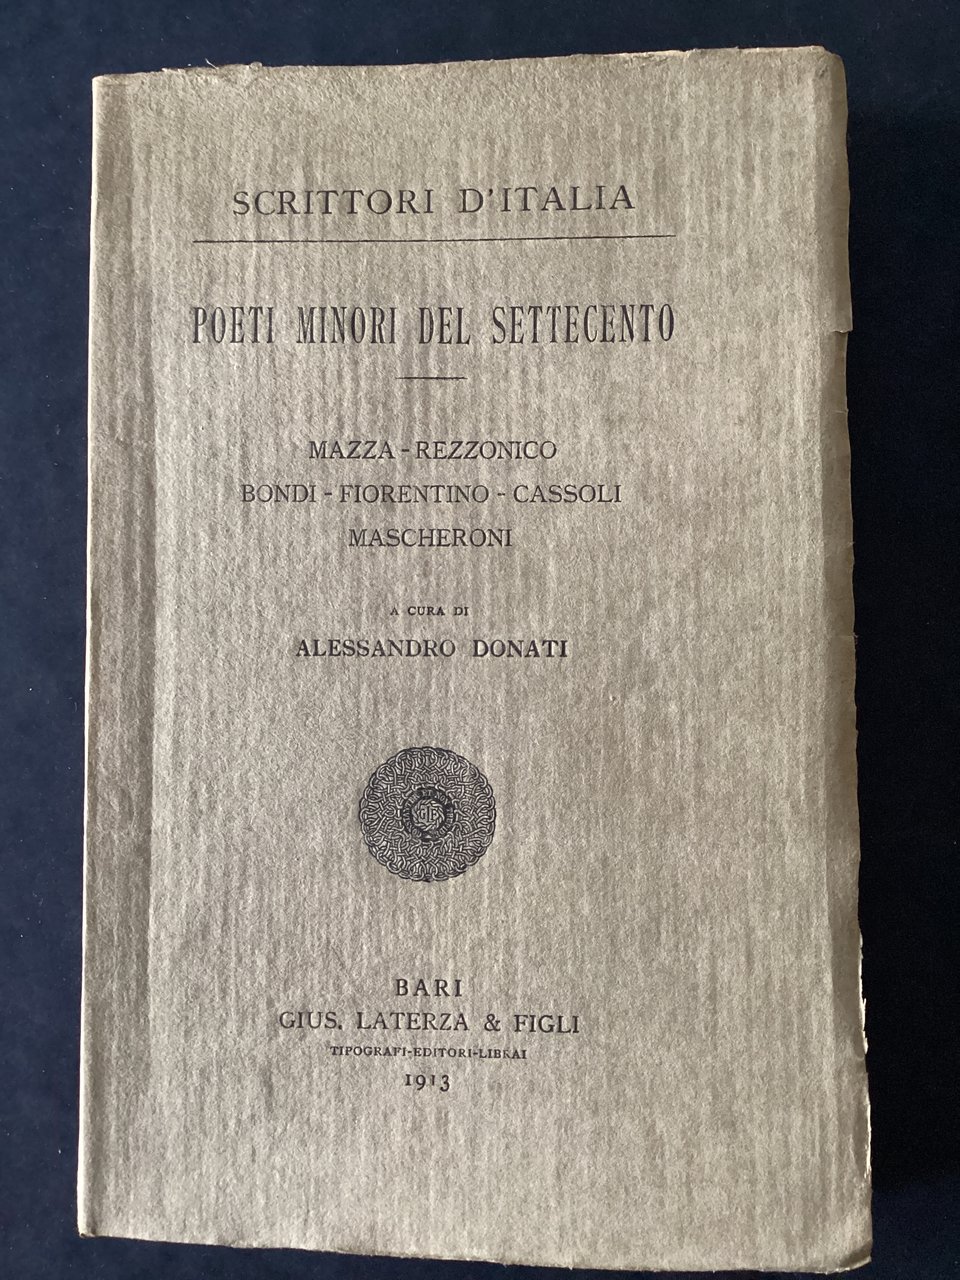 SCRITTORI D'ITALIA
POETI MINORI DEL SETTECENTO
MAZZA - REZZONICO
BONDI - FIORENTINO - CASSOLI
MASCHERONI
A CURA DI
ALESSANDRO DONATI
BARI
GIUS. LATERZA & FIGLI
TIPOGRAFI-EDITORI-LIBRAI
1913